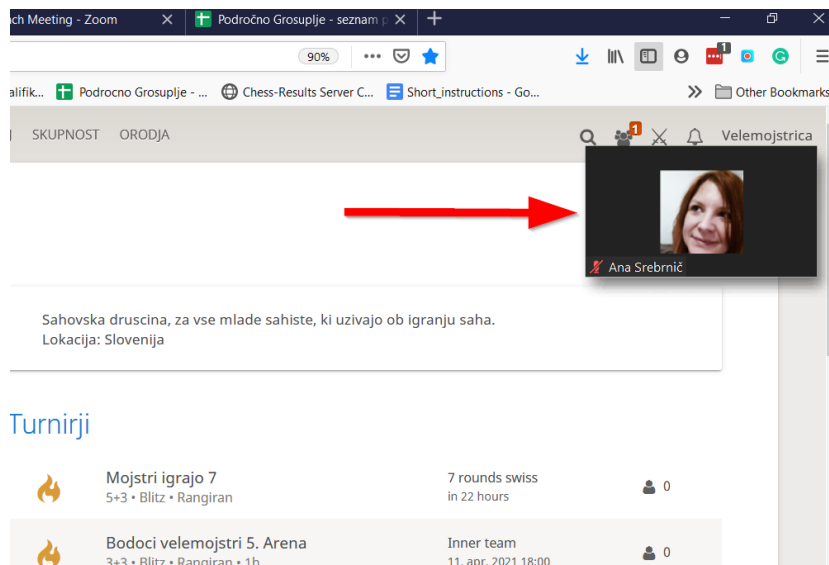 ach Meeting - Zoom
Področno Grosuplje - seznam p
90%
1
alifik...
Podrocno Grosuplje - ...
Chess-Results Server C...
Short_instructions - Go...
Other Bookmarks
SKUPNOST ORODJA
1
Velemojstrica
Ana Srebrnič
Sahovska druscina, za vse mlade sahiste, ki uzivajo ob igranju saha.
Lokacija: Slovenija
Turnirji
Mojstri igrajo 7
7 rounds swiss
5+3 • Blitz • Rangiran
in 22 hours
0
Bodoci velemojstri 5. Arena
Inner team
3+3 • Blitz • Rangiran • 1h
11. apr. 2021 18:00
0